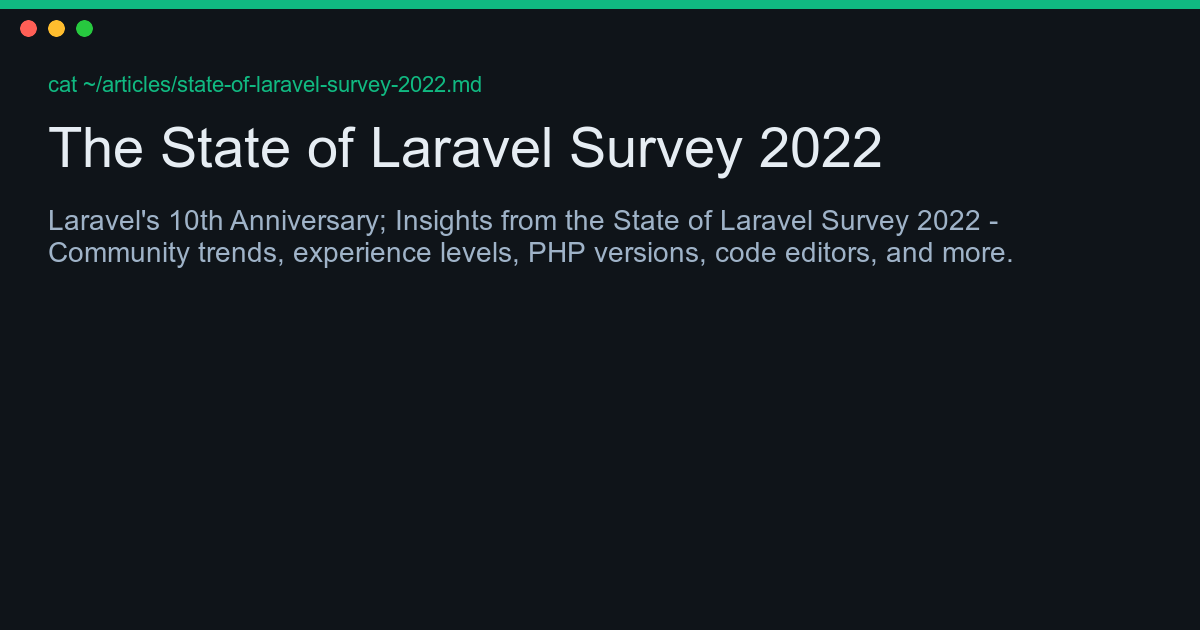 cat ~/articles/state-of-laravel-survey-2022.md
The State of Laravel Survey 2022
Laravel's 10th Anniversary; Insights from the State of Laravel Survey 2022 -
Community trends, experience levels, PHP versions, code editors, and more.